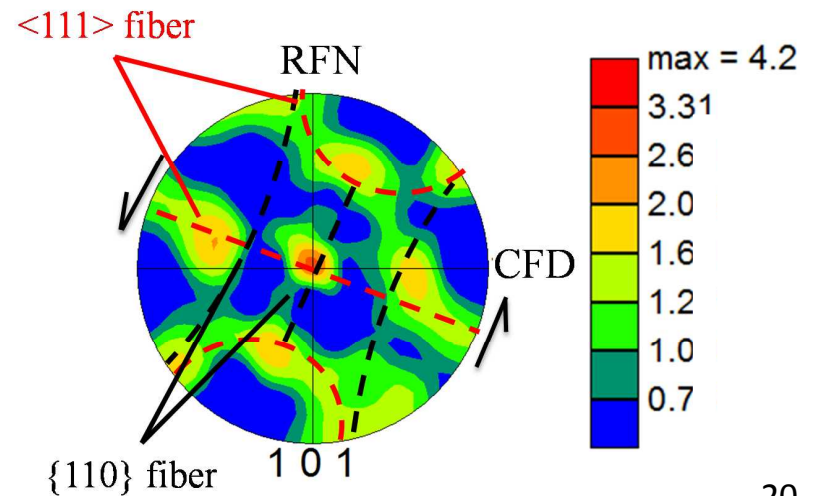 <111> fiber
RFN
CFD
{110} fiber
1 0 1
max = 4.2
3.31
2.6
2.0
1.6
1.2
1.0
0.7
20